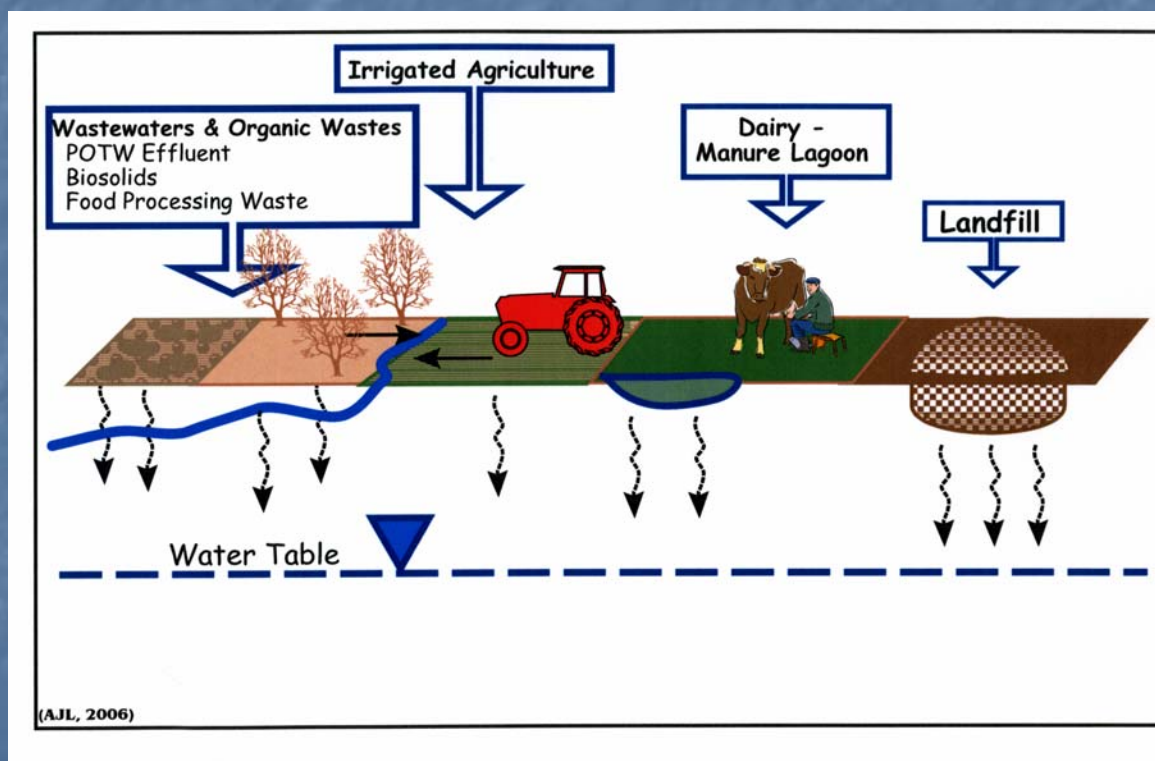 Irrigated Agriculture
Wastewaters & Organic Wastes
POTW Effluent
Biosolids
Food Processing Waste
Dairy -
Manure Lagoon
Landfill
Water Table
(AJL, 2006)